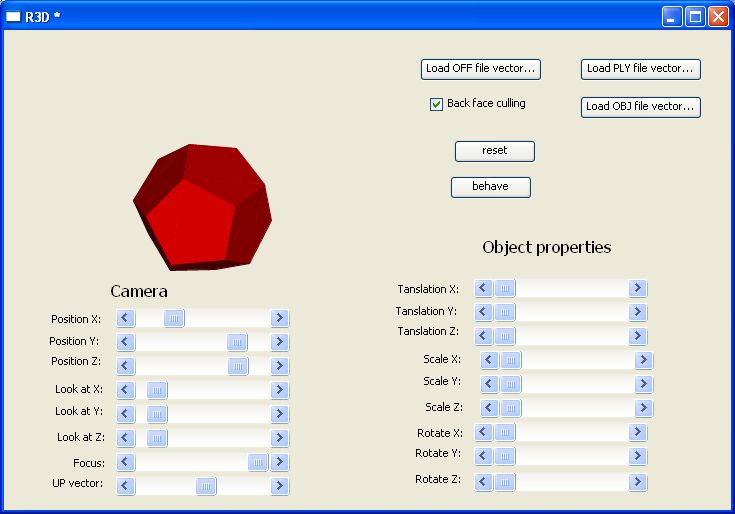 R3D *
Load OFF file vector...
Load PLY file vector...
Back face culling
Load OBJ file vector...
reset
behave
Object properties
Camera
Position X:
Position Y:
Position Z:
Look at X:
Look at Y:
Look at Z:
Focus:
UP vector:
Tanslation X:
Tanslation Y:
Tanslation Z:
Scale X:
Scale Y:
Scale Z:
Rotate X:
Rotate Y:
Rotate Z: